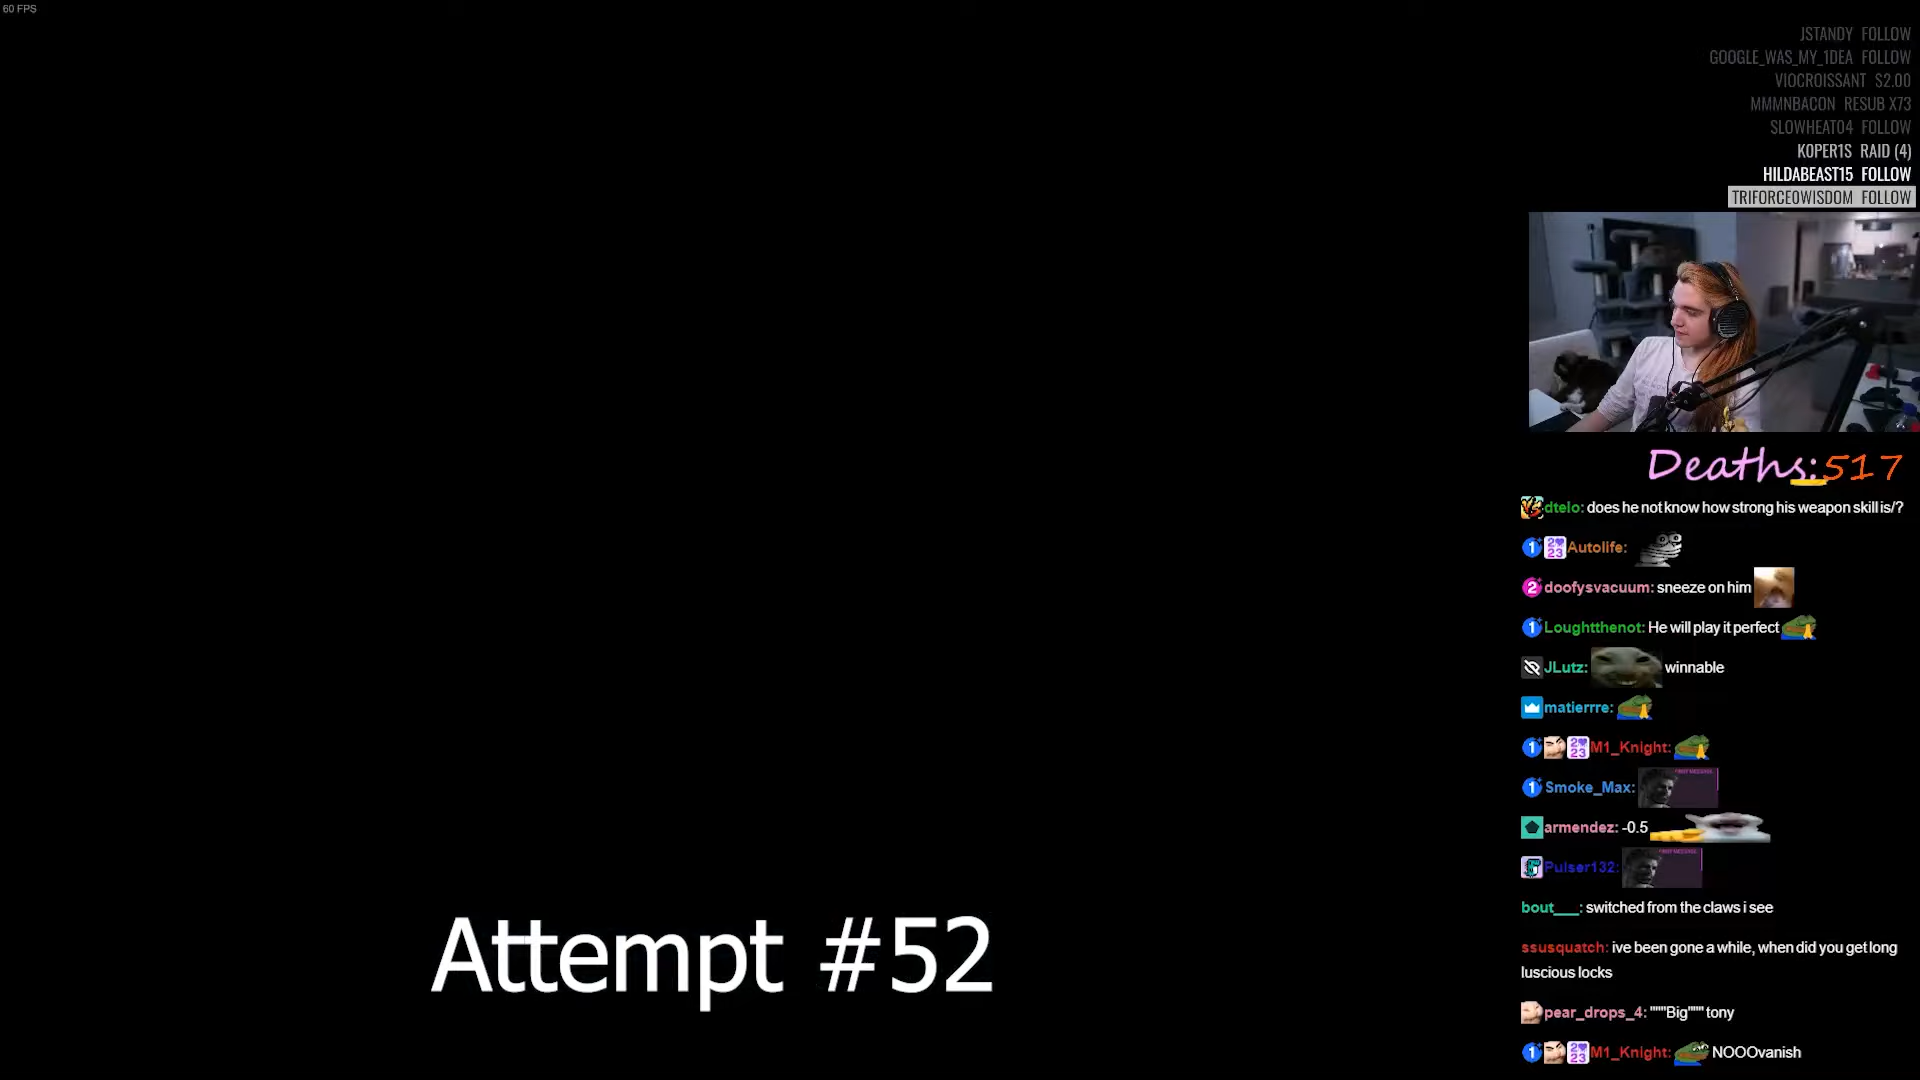 60 FPS
JSTANDY FOLLOW
GOOGLE_WAS_MY_1DEA FOLLOW
VIOCROISSANT $2.00
MMMNBACON RESUB X73
SLOWHEAT04 FOLLOW
KOPER1S RAID (4)
HILDABEAST15 FOLLOW
TRIFORCEOWISDOM FOLLOW
Deaths:517
dtelo: does he not know how strong his weapon skill is/?
Autolife:
doofysvacuum: sneeze on him
Loughtthenot: He will play it perfect
JLutz: winnable
matierrre:
M1_Knight:
Smoke_Max:
armendez: -0.5
Pulser132:
bout___: switched from the claws i see
ssusquatch: ive been gone a while, when did you get long
luscious locks
pear_drops_4: """Big""" tony
M1_Knight: NOOOvanish
Attempt #52